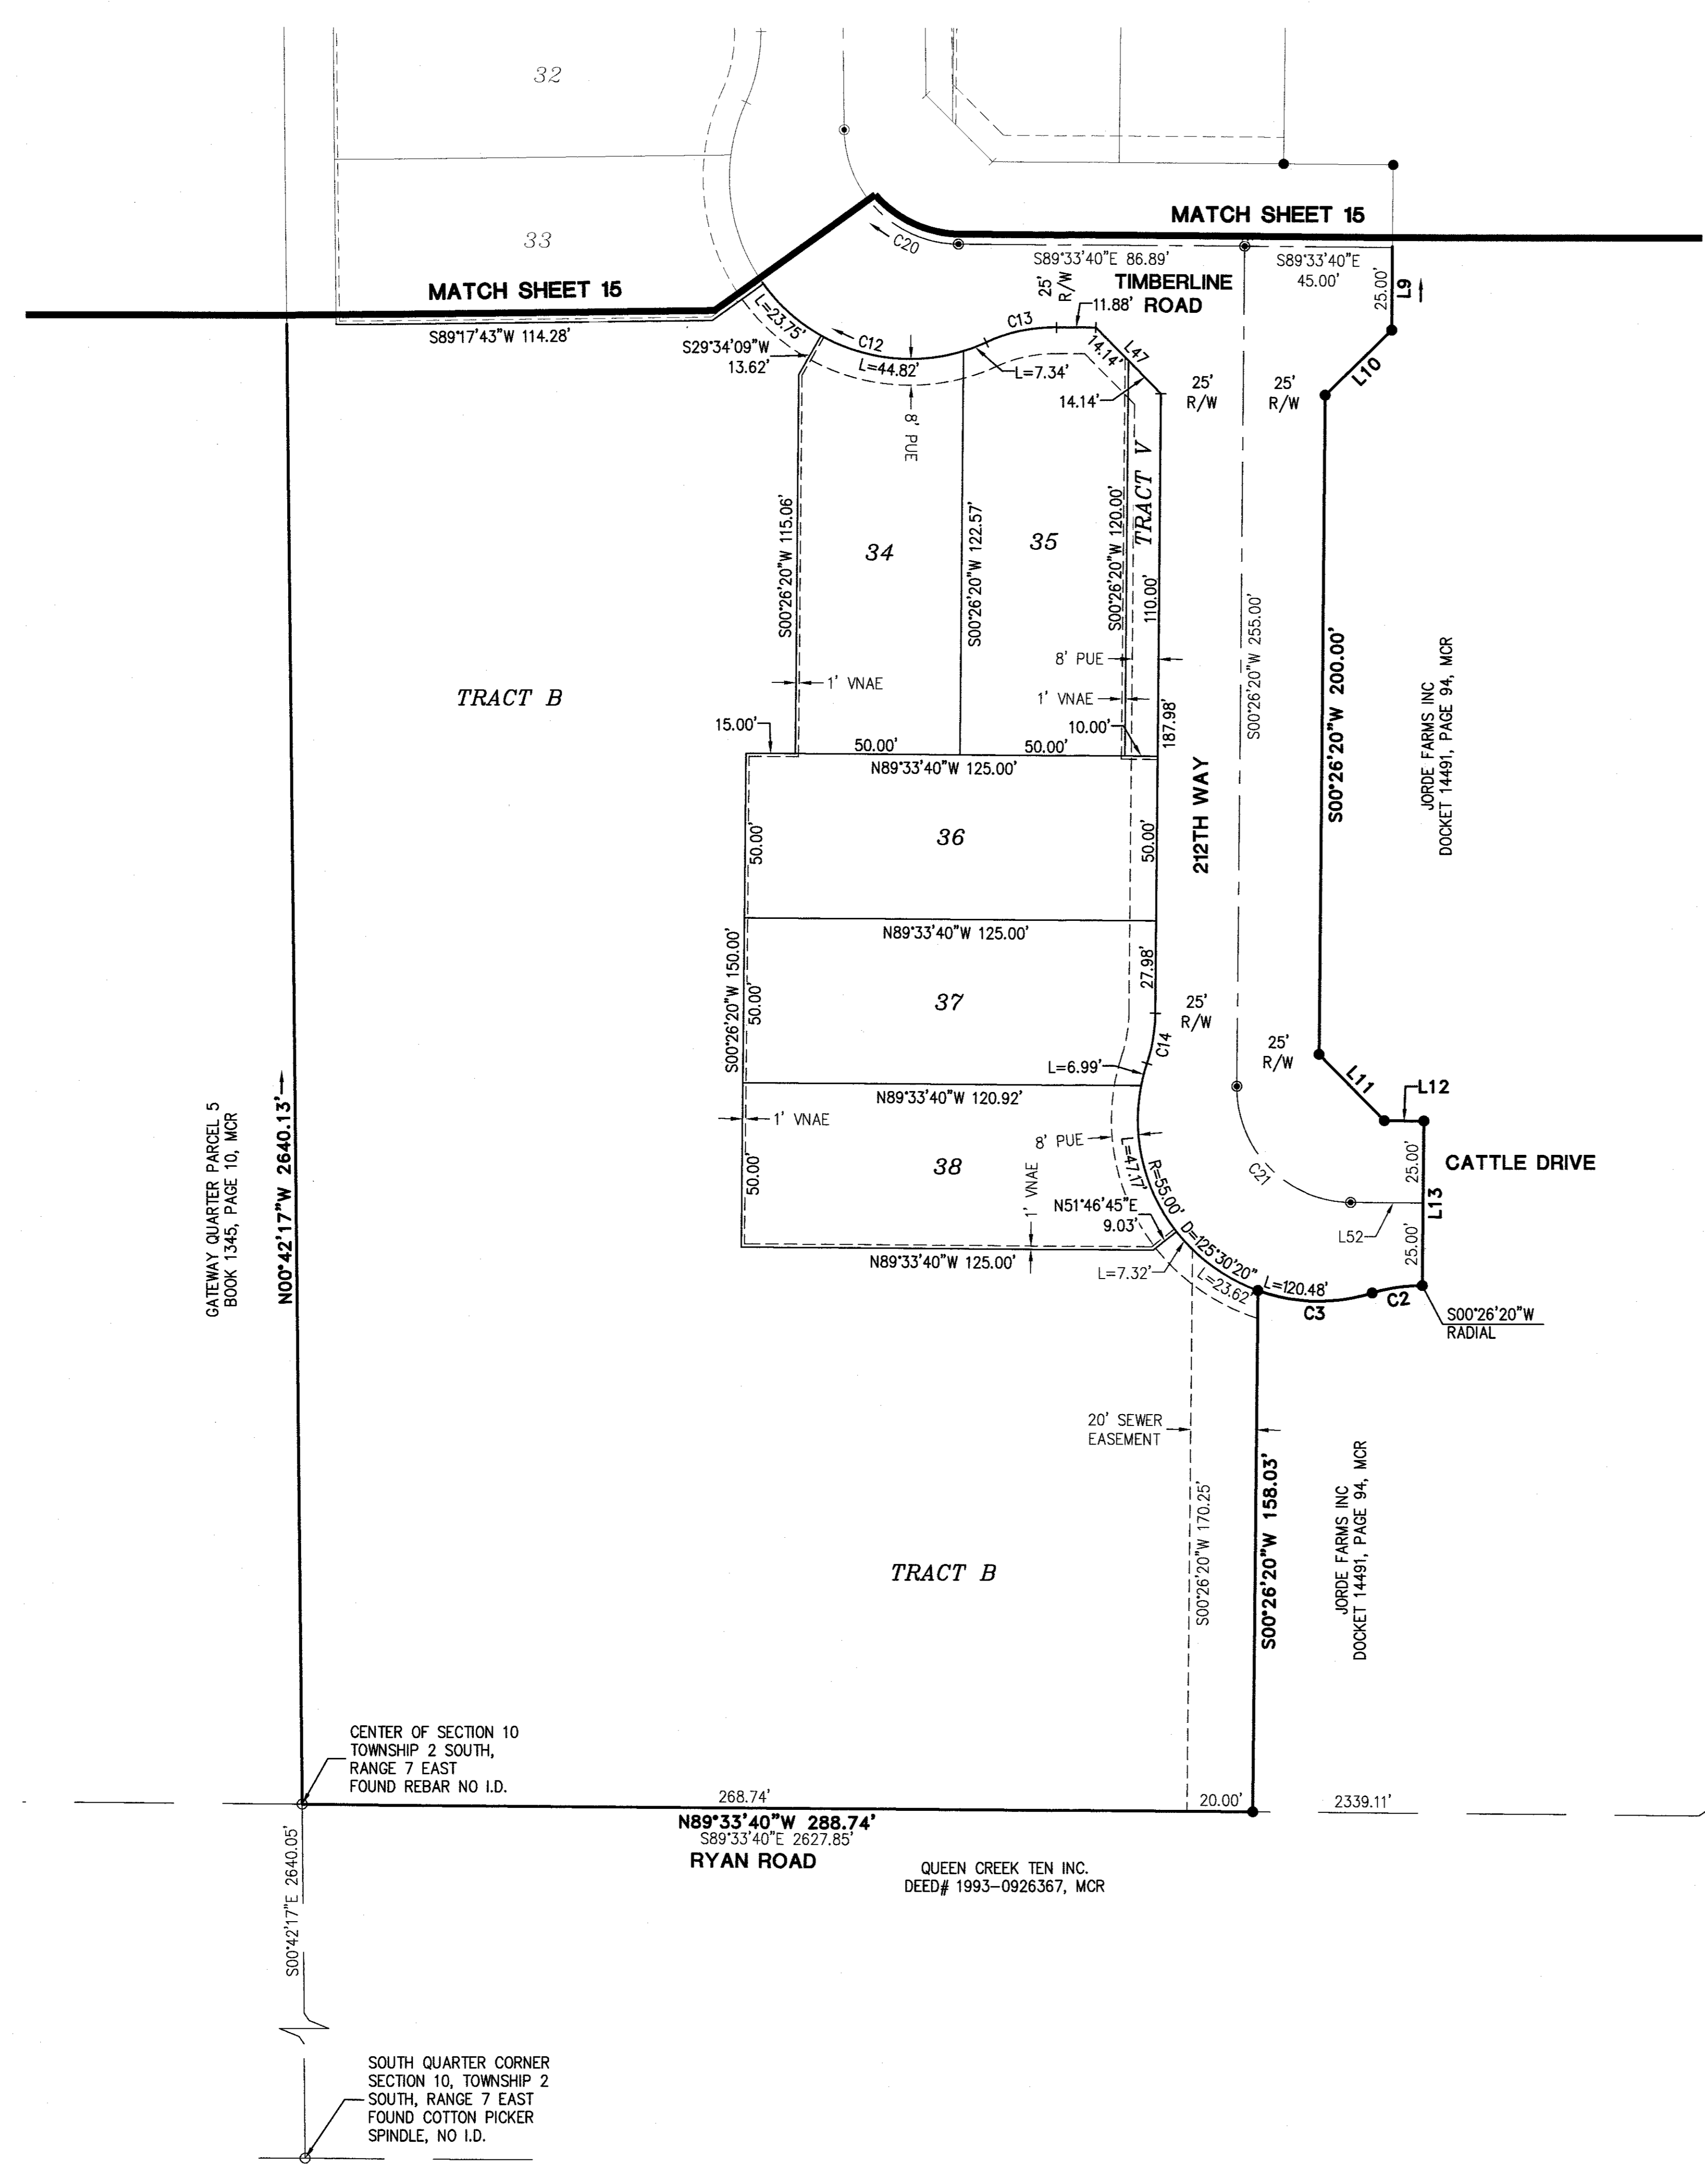 32
33
MATCH SHEET 15
MATCH SHEET 15
S89°17'43"W 114.28'
C20
S89°33'40"E 86.89'
S89°33'40"E
45.00'
TIMBERLINE
ROAD
25'
R/W
11.88'
25.00'
L9
L10
L=23.75'
C12
L=44.82'
C13
L=7.34'
L47
14.14'
14.14'
S29°34'09"W
13.62'
8' PUE
25'
R/W
25'
R/W
S00°26'20"W 115.06'
34
S00°26'20"W 122.57'
35
S00°26'20"W 120.00'
TRACT V
110.00'
S00°26'20"W 255.00'
S00°26'20"W 200.00'
JORDE FARMS INC
DOCKET 14491, PAGE 94, MCR
TRACT B
1' VNAE
8' PUE
1' VNAE
15.00'
10.00'
187.98'
50.00'
50.00'
N89°33'40"W 125.00'
50.00'
36
50.00'
212TH WAY
N89°33'40"W 125.00'
S00°26'20"W 150.00'
50.00'
37
27.98'
25'
R/W
25'
R/W
C14
L=6.99'
N89°33'40"W 120.92'
L11
L12
1' VNAE
8' PUE
50.00'
38
1' VNAE
L=47.17'
R=55.00'
D=125°30'20"
L=120.48'
N51°46'45"E
9.03'
L=7.32'
L=23.62'
N89°33'40"W 125.00'
C21
L52
25.00'
L13
25.00'
CATTLE DRIVE
C3
C2
S00°26'20"W
RADIAL
GATEWAY QUARTER PARCEL 5
BOOK 1345, PAGE 10, MCR
N00°42'17"W 2640.13'
20' SEWER
EASEMENT
S00°26'20"W 170.25'
S00°26'20"W 158.03'
JORDE FARMS INC
DOCKET 14491, PAGE 94, MCR
TRACT B
CENTER OF SECTION 10
TOWNSHIP 2 SOUTH,
RANGE 7 EAST
FOUND REBAR NO I.D.
268.74'
20.00'
2339.11'
N89°33'40"W 288.74'
S89°33'40"E 2627.85'
RYAN ROAD
QUEEN CREEK TEN INC.
DEED# 1993-0926367, MCR
S00°42'17"E 2640.05'
SOUTH QUARTER CORNER
SECTION 10, TOWNSHIP 2
SOUTH, RANGE 7 EAST
FOUND COTTON PICKER
SPINDLE, NO I.D.